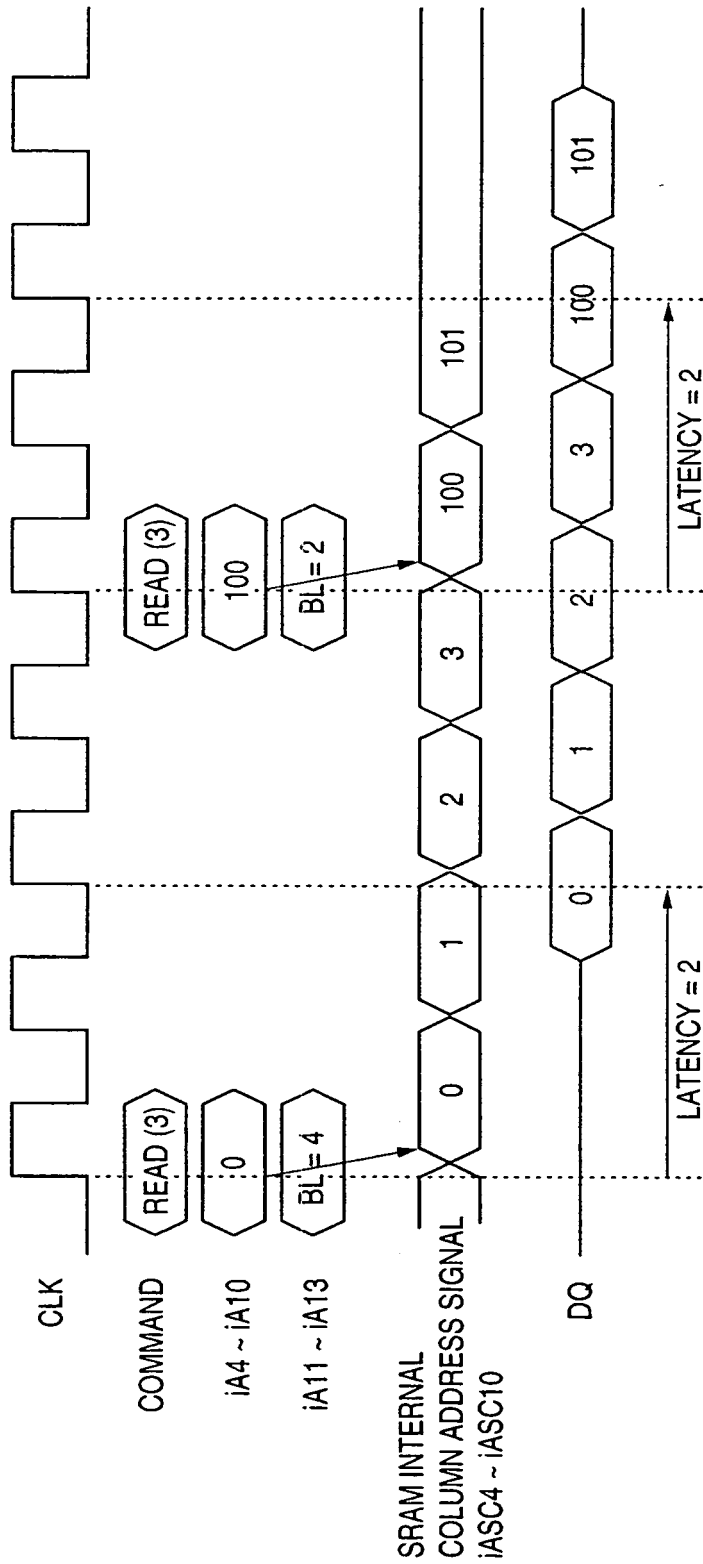 CLK
COMMAND
READ (3)
READ (3)
iA4 ~ iA10
0
100
iA11 ~ iA13
BL = 4
BL = 2
SRAM INTERNAL
COLUMN ADDRESS SIGNAL
iASC4 ~ iASC10
0
1
2
3
100
101
DQ
0
1
2
3
100
101
LATENCY = 2
LATENCY = 2